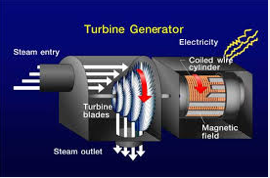 Turbine Generator
Electricity
Steam entry
Coiled wire
cylinder
Turbine
blades
Magnetic
field
Steam outlet